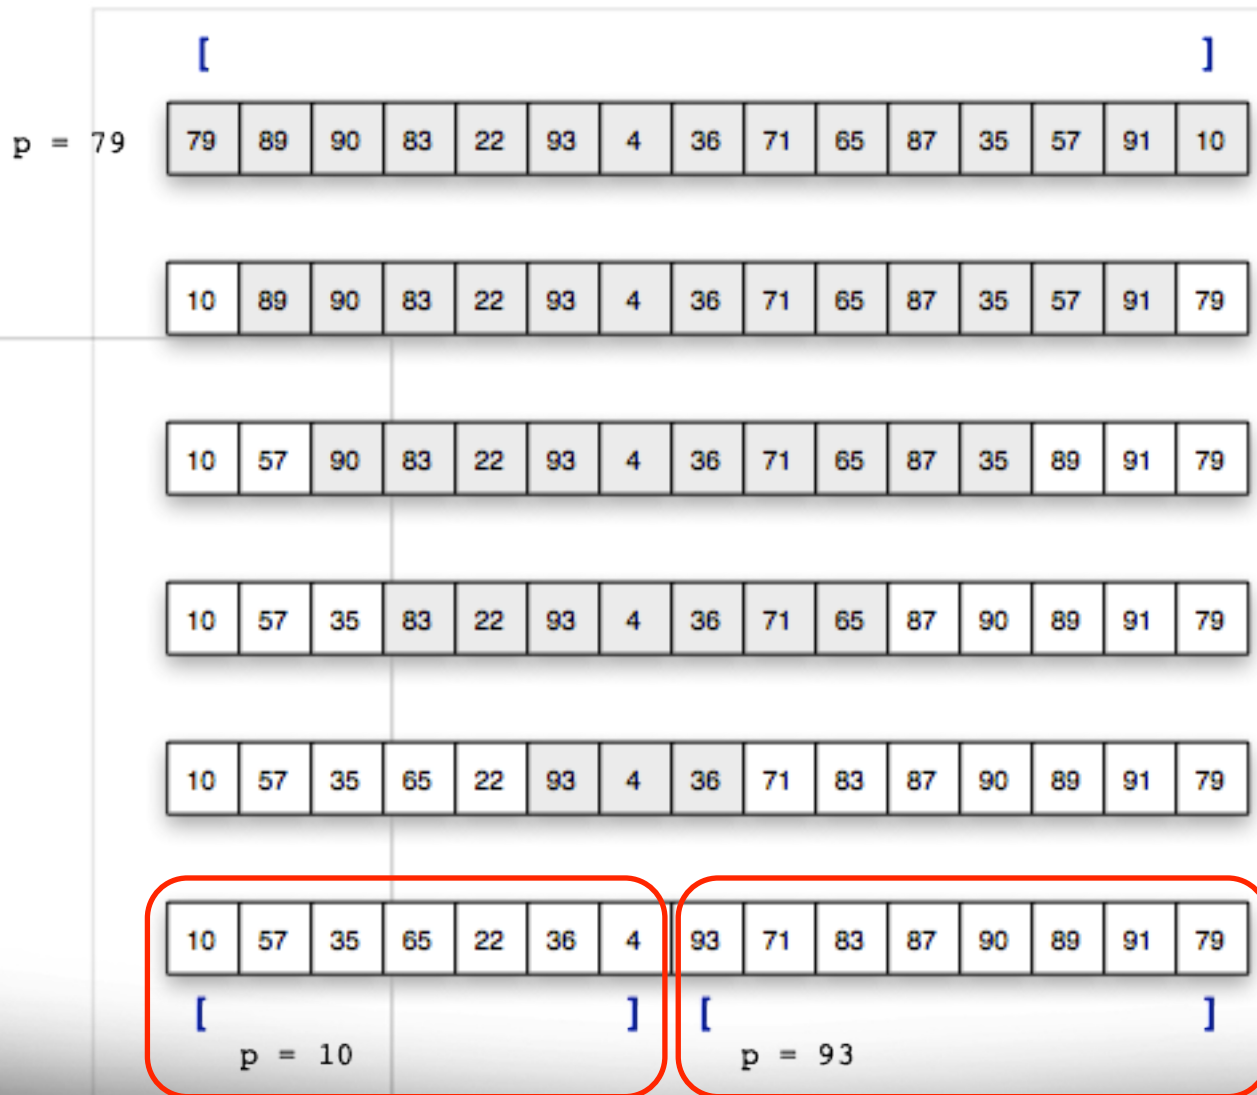 [ ]
p = 79 79 89 90 83 22 93 4 36 71 65 87 35 57 91 10
10 89 90 83 22 93 4 36 71 65 87 35 57 91 79
10 57 90 83 22 93 4 36 71 65 87 35 89 91 79
10 57 35 83 22 93 4 36 71 65 87 90 89 91 79
10 57 35 65 22 93 4 36 71 83 87 90 89 91 79
10 57 35 65 22 36 4 93 71 83 87 90 89 91 79
[ ] [ ]
p = 10 p = 93